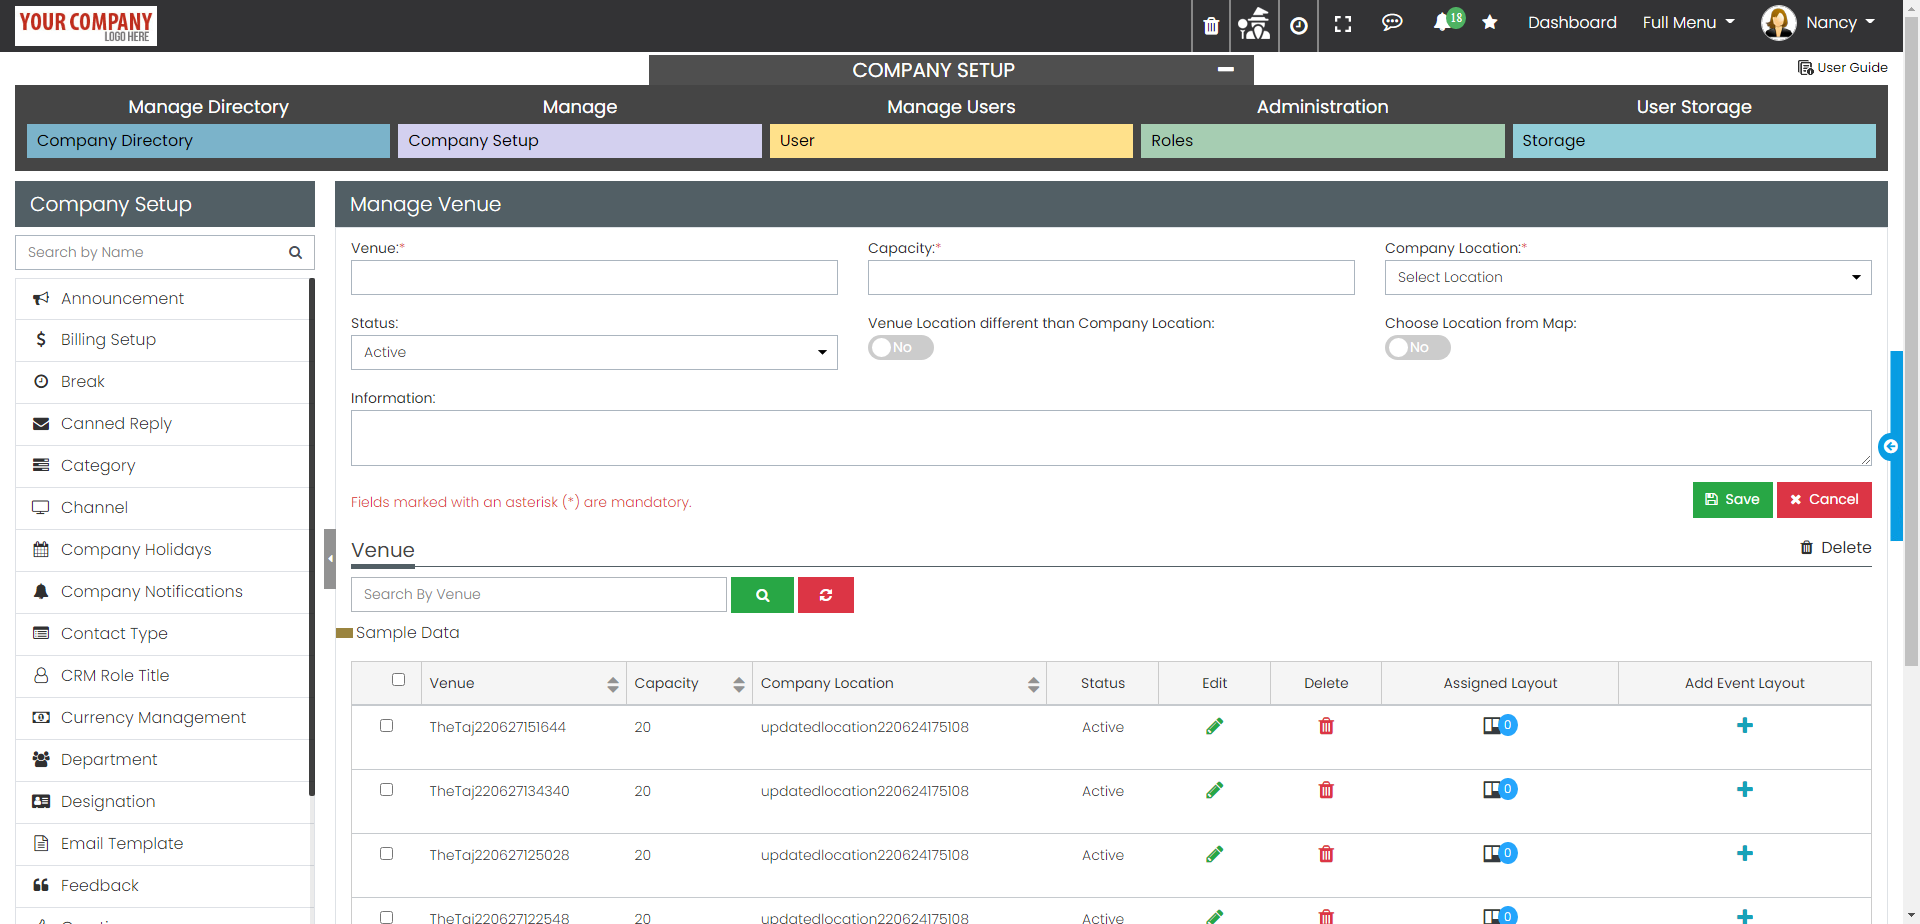 YOUR COMPANY
LOGO HERE
18
Dashboard
Full Menu
Nancy
COMPANY SETUP
User Guide
Manage Directory
Manage
Manage Users
Administration
User Storage
Company Directory
Company Setup
User
Roles
Storage
Company Setup
Search by Name
Announcement
Billing Setup
Break
Canned Reply
Category
Channel
Company Holidays
Company Notifications
Contact Type
CRM Role Title
Currency Management
Department
Designation
Email Template
Feedback
Manage Venue
Venue:*
Capacity:*
Company Location:*
Select Location
Status:
Venue Location different than Company Location:
Choose Location from Map:
Active
No
No
Information:
Fields marked with an asterisk (*) are mandatory.
Save
Cancel
Venue
Delete
Search By Venue
Sample Data
Venue
Capacity
Company Location
Status
Edit
Delete
Assigned Layout
Add Event Layout
TheTaj220627151644
20
updatedlocation220624175108
Active
0
TheTaj220627134340
20
updatedlocation220624175108
Active
0
TheTaj220627125028
20
updatedlocation220624175108
Active
0
TheTaj220627122548
20
updatedlocation220624175108
Active
0